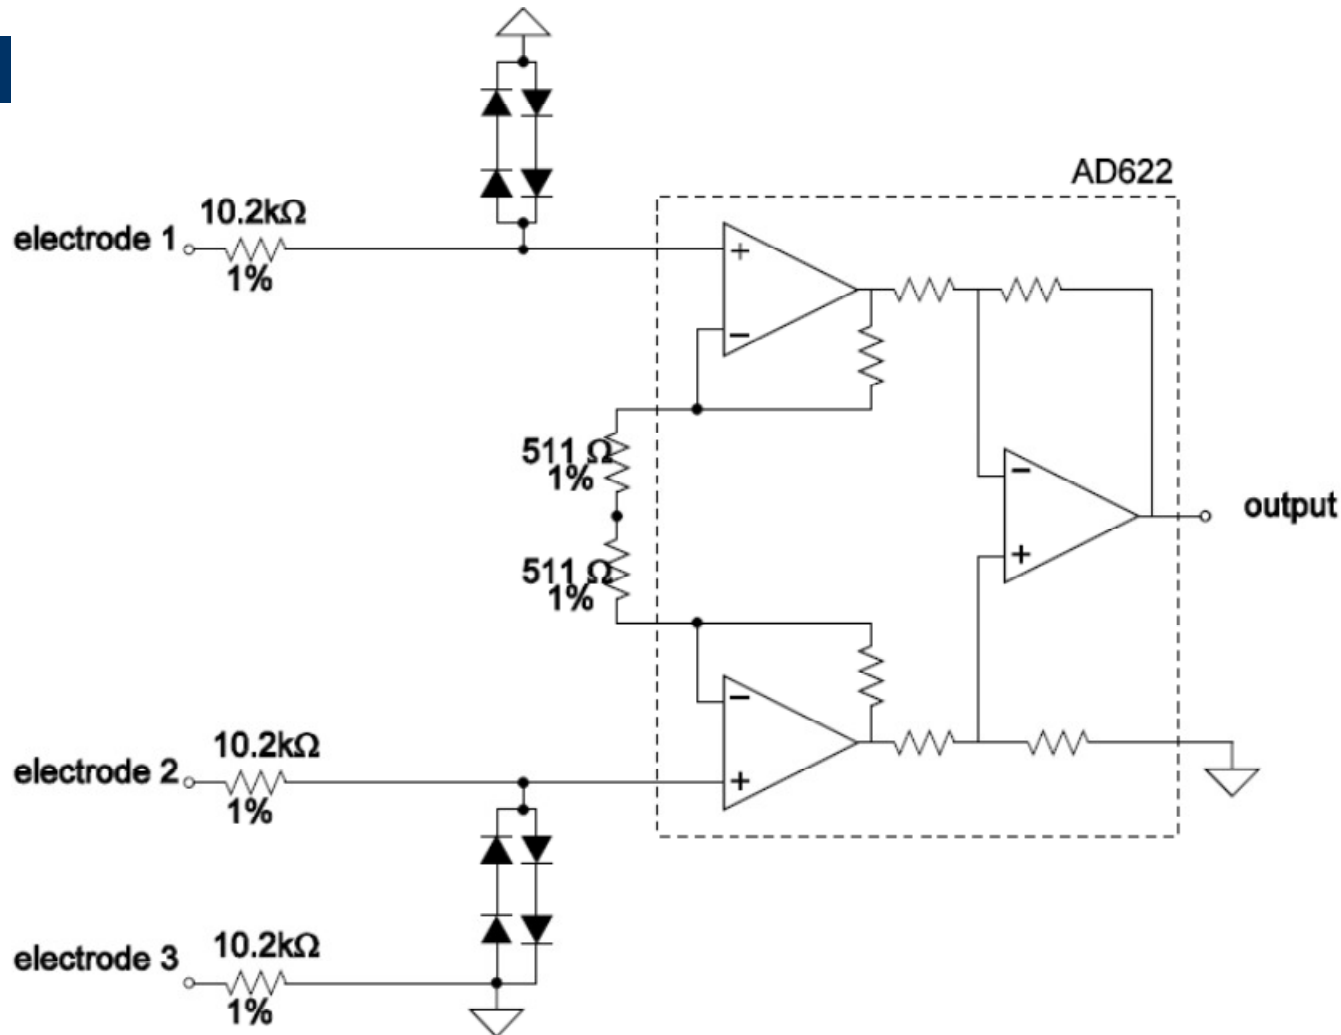 AD622
10.2kΩ
electrode 1
1%
+
−
511 Ω
1%
−
output
511 Ω
1%
+
−
10.2kΩ
electrode 2
1%
+
10.2kΩ
electrode 3
1%